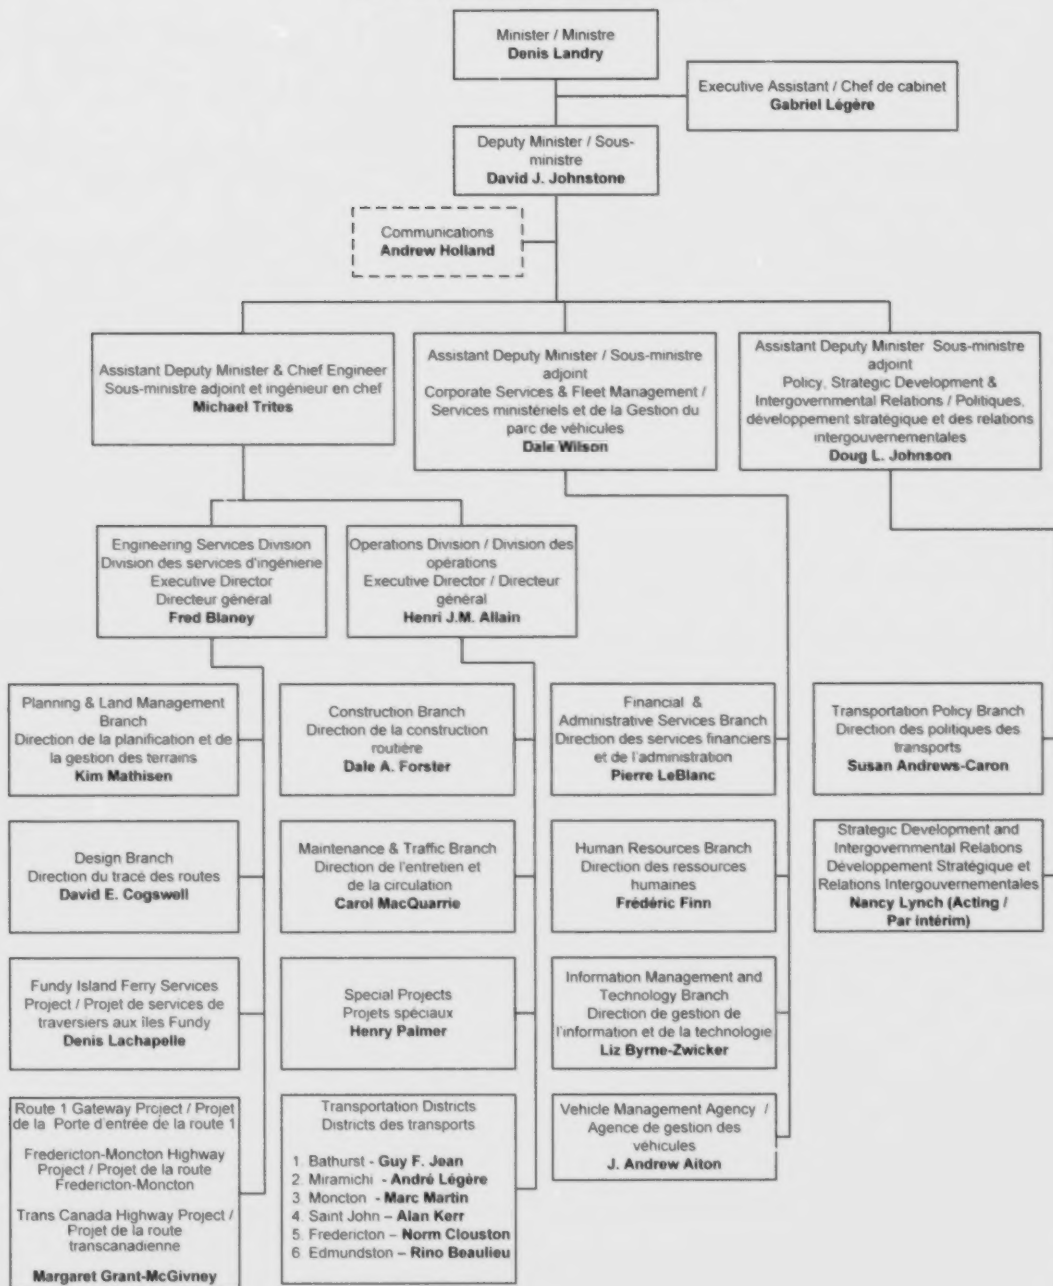 Minister / Ministre
Denis Landry
Executive Assistant / Chef de cabinet
Gabriel Légère
Deputy Minister / Sous-
ministre
David J. Johnstone
Communications
Andrew Holland
Assistant Deputy Minister & Chief Engineer
Sous-ministre adjoint et ingénieur en chef
Michael Trites
Assistant Deputy Minister / Sous-ministre
adjoint
Corporate Services & Fleet Management /
Services ministériels et de la Gestion du
parc de véhicules
Dale Wilson
Assistant Deputy Minister Sous-ministre
adjoint
Policy, Strategic Development &
Intergovernmental Relations / Politiques,
développement stratégique et des relations
intergouvernementales
Doug L. Johnson
Engineering Services Division
Division des services d'ingénierie
Executive Director
Directeur général
Fred Blaney
Operations Division / Division des
opérations
Executive Director / Directeur
général
Henri J.M. Allain
Planning & Land Management
Branch
Direction de la planification et de
la gestion des terrains
Kim Mathisen
Construction Branch
Direction de la construction
routière
Dale A. Forster
Financial &
Administrative Services Branch
Direction des services financiers
et de l'administration
Pierre LeBlanc
Transportation Policy Branch
Direction des politiques des
transports
Susan Andrews-Caron
Design Branch
Direction du tracé des routes
David E. Cogswell
Maintenance & Traffic Branch
Direction de l'entretien et
de la circulation
Carol MacQuarrie
Human Resources Branch
Direction des ressources
humaines
Frédéric Finn
Strategic Development and
Intergovernmental Relations
Développement Stratégique et
Relations Intergouvernementales
Nancy Lynch (Acting /
Par intérim)
Fundy Island Ferry Services
Project / Projet de services de
traversiers aux îles Fundy
Denis Lachapelle
Special Projects
Projets spéciaux
Henry Palmer
Information Management and
Technology Branch
Direction de gestion de
l'information et de la technologie
Liz Byrne-Zwicker
Route 1 Gateway Project / Projet
de la Porte d'entrée de la route 1
Fredericton-Moncton Highway
Project / Projet de la route
Fredericton-Moncton
Trans Canada Highway Project /
Projet de la route
transcanadienne
Margaret Grant-McGivney
Transportation Districts
Districts des transports
1. Bathurst - Guy F. Jean
2. Miramichi - André Légère
3. Moncton - Marc Martin
4. Saint John – Alan Kerr
5. Fredericton – Norm Clouston
6. Edmundston – Rino Beaulieu
Vehicle Management Agency /
Agence de gestion des
véhicules
J. Andrew Aiton